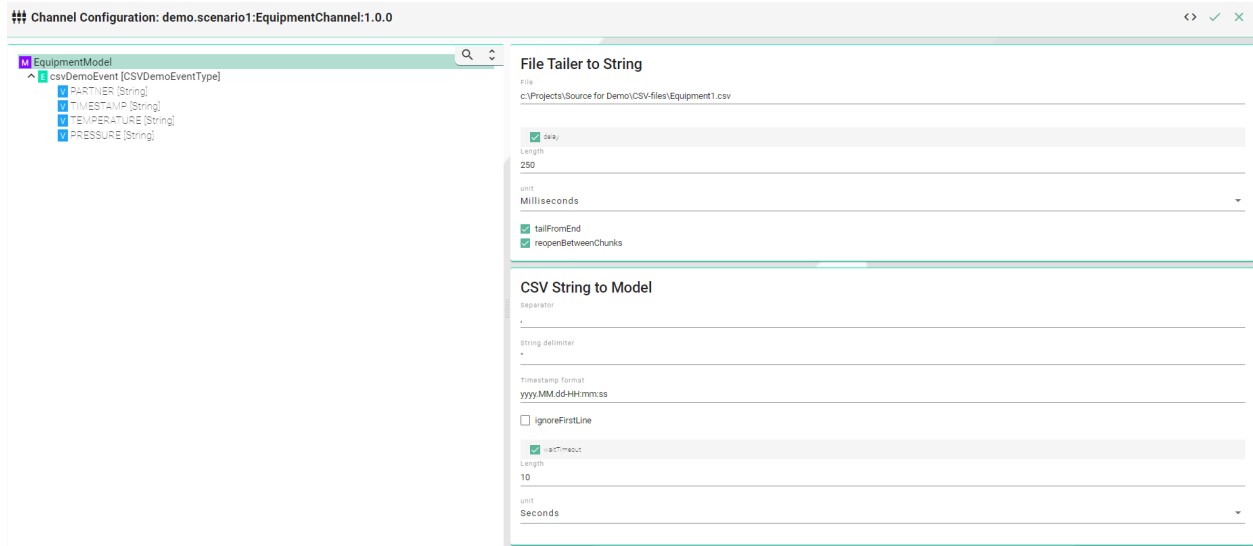 Channel Configuration: demo.scenario1:EquipmentChannel:1.0.0
M EquipmentModel
E csvDemoEvent [CSVDemoEventType]
V PARTNER [String]
V TIMESTAMP [String]
V TEMPERATURE [String]
V PRESSURE [String]
File Tailer to String
File
c:\Projects\Source for Demo\CSV-files\Equipment1.csv
delay
Length
250
unit
Milliseconds
tailFromEnd
reopenBetweenChunks
CSV String to Model
Separator
,
String delimiter
"
Timestamp format
yyyy.MM.dd-HH:mm:ss
ignoreFirstLine
waitTimeout
Length
10
unit
Seconds